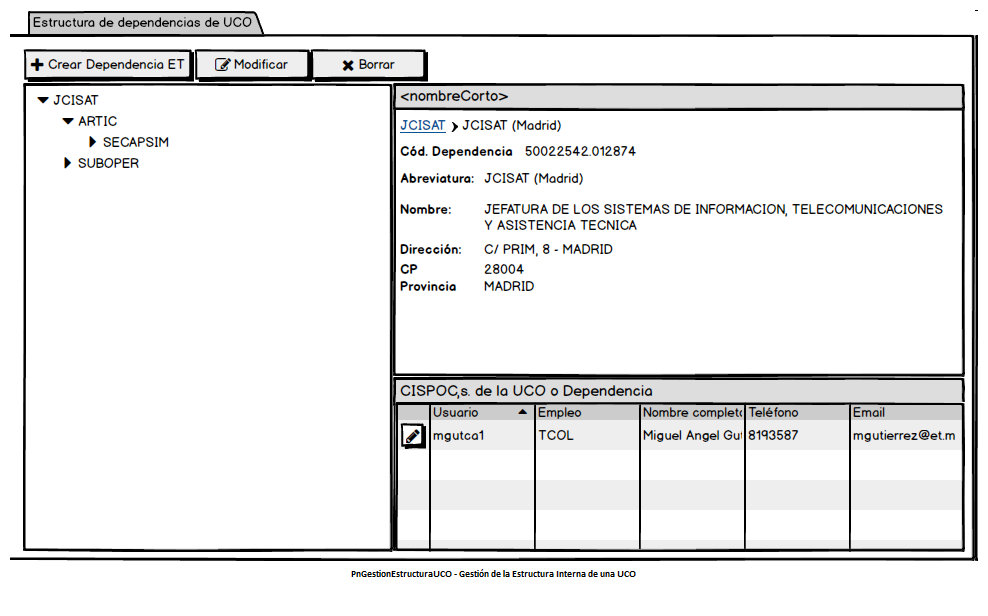 Estructura de dependencias de UCO
Crear Dependencia ET
Modificar
Borrar
JCISAT
ARTIC
SECAPSIM
SUBOPER
<nombreCorto>
JCISAT JCISAT (Madrid)
Cód. Dependencia 50022542.012874
Abreviatura: JCISAT (Madrid)
Nombre: JEFATURA DE LOS SISTEMAS DE INFORMACION, TELECOMUNICACIONES
Y ASISTENCIA TECNICA
Dirección: C/ PRIM, 8 - MADRID
CP 28004
Provincia MADRID
CISPOC,s. de la UCO o Dependencia
Usuario Empleo Nombre completo Teléfono Email
mgutca1 TCOL Miguel Angel Gut 8193587 mgutierrez@et.m
PnGestionEstructuraUCO - Gestión de la Estructura Interna de una UCO